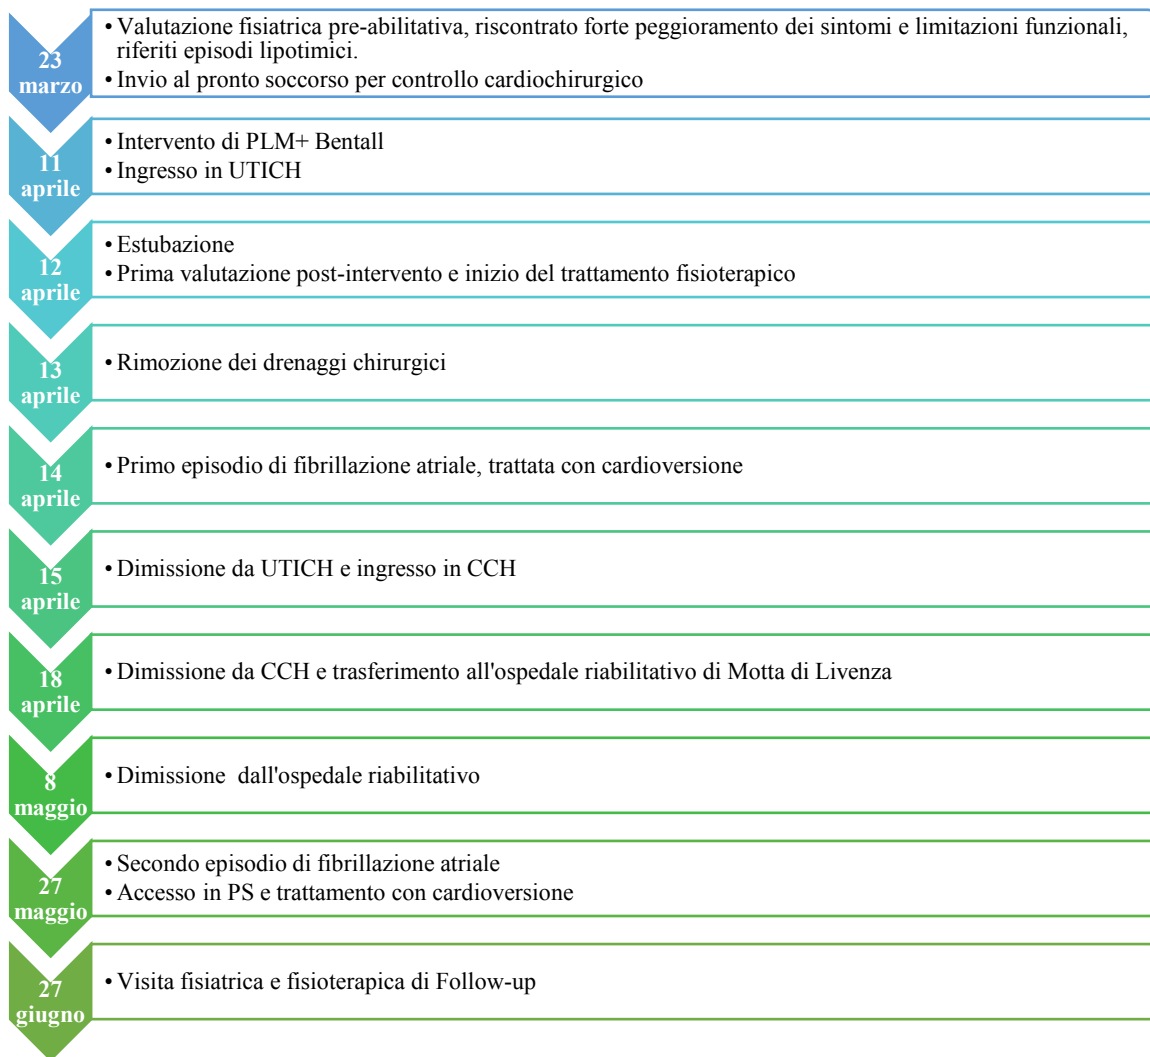 23
marzo
• Valutazione fisiatrica pre-abilitativa, riscontrato forte peggioramento dei sintomi e limitazioni funzionali,
riferiti episodi lipotimici.
• Invio al pronto soccorso per controllo cardiochirurgico
11
aprile
• Intervento di PLM+ Bentall
• Ingresso in UTICH
12
aprile
• Estubazione
• Prima valutazione post-intervento e inizio del trattamento fisioterapico
13
aprile
• Rimozione dei drenaggi chirurgici
14
aprile
• Primo episodio di fibrillazione atriale, trattata con cardioversione
15
aprile
• Dimissione da UTICH e ingresso in CCH
18
aprile
• Dimissione da CCH e trasferimento all'ospedale riabilitativo di Motta di Livenza
8
maggio
• Dimissione dall'ospedale riabilitativo
27
maggio
• Secondo episodio di fibrillazione atriale
• Accesso in PS e trattamento con cardioversione
27
giugno
• Visita fisiatrica e fisioterapica di Follow-up